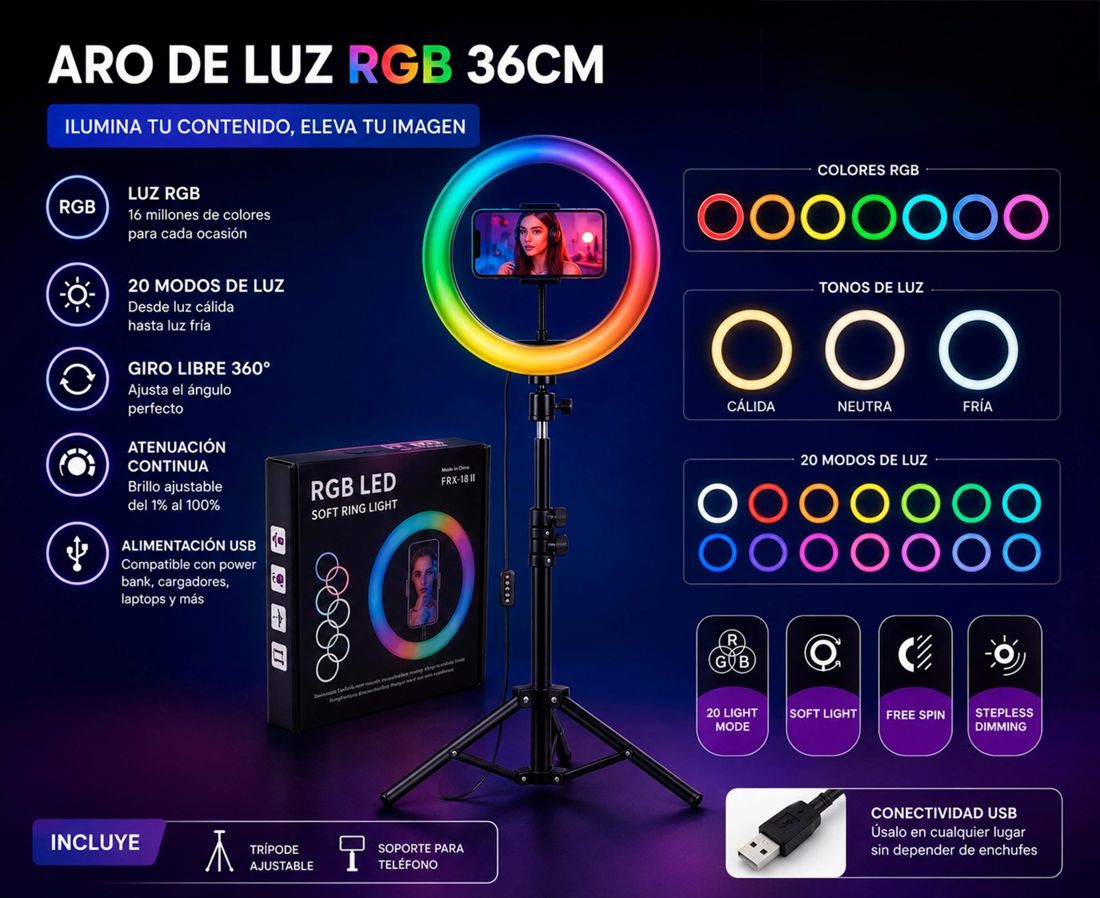 ARO DE LUZ RGB 36CM
ILUMINA TU CONTENIDO, ELEVA TU IMAGEN
RGB
LUZ RGB
16 millones de colores
para cada ocasión
20 MODOS DE LUZ
Desde luz cálida
hasta luz fría
GIRO LIBRE 360°
Ajusta el ángulo
perfecto
ATENUACIÓN
CONTINUA
Brillo ajustable
del 1% al 100%
ALIMENTACIÓN USB
Compatible con power
bank, cargadores,
laptops y más
Made in China
FRX-18 II
RGB LED
SOFT RING LIGHT
COLORES RGB
TONOS DE LUZ
CÁLIDA
NEUTRA
FRÍA
20 MODOS DE LUZ
R
G B
20 LIGHT
MODE
SOFT LIGHT
FREE SPIN
STEPLESS
DIMMING
INCLUYE
TRÍPODE
AJUSTABLE
SOPORTE PARA
TELÉFONO
CONECTIVIDAD USB
Úsalo en cualquier lugar
sin depender de enchufes